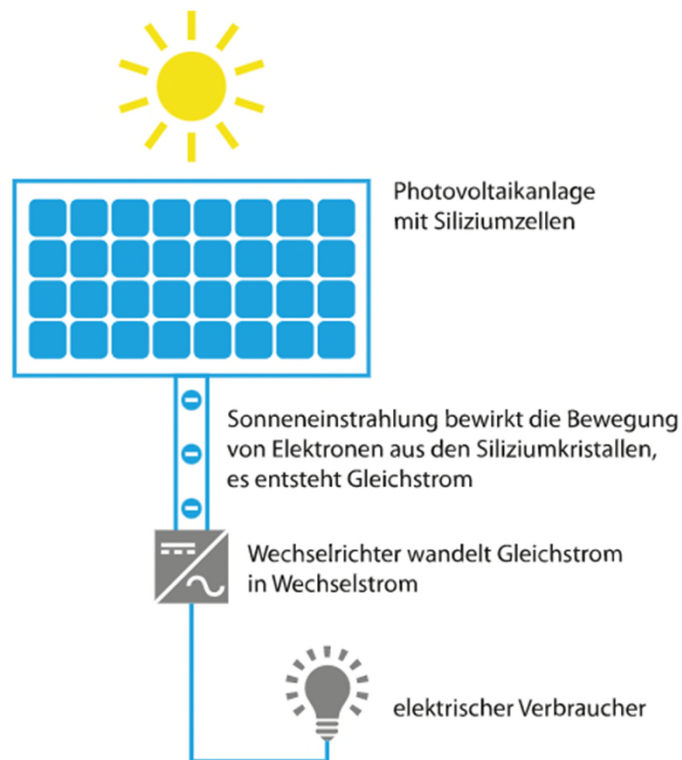 Photovoltaikanlage
mit Siliziumzellen
Sonneneinstrahlung bewirkt die Bewegung
von Elektronen aus den Siliziumkristallen,
es entsteht Gleichstrom
Wechselrichter wandelt Gleichstrom
in Wechselstrom
elektrischer Verbraucher